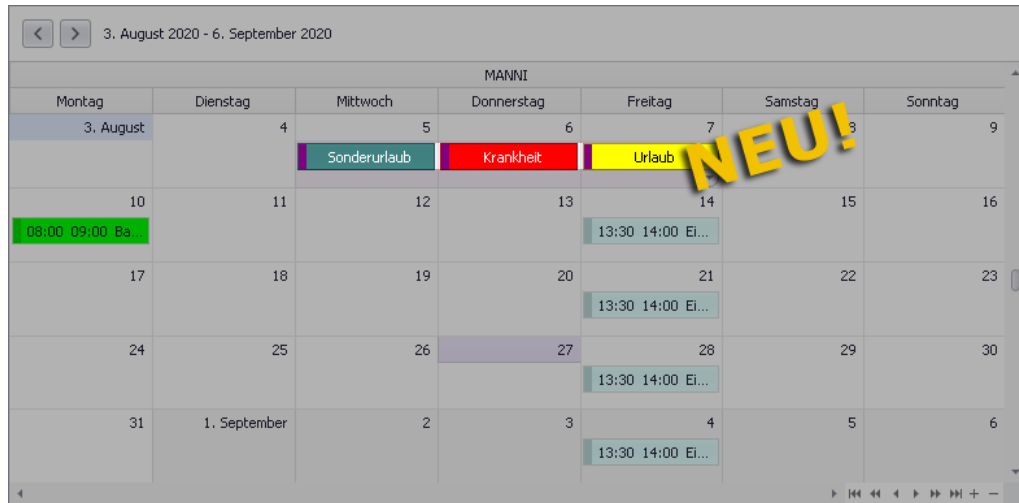 3. August 2020 - 6. September 2020
MANNI
Montag Dienstag Mittwoch Donnerstag Freitag Samstag Sonntag
3. August 4 5 6 7 8 9
Sonderurlaub Krankheit Urlaub
NEU!
10 11 12 13 14 15 16
08:00 09:00 Ba... 13:30 14:00 Ei...
17 18 19 20 21 22 23
13:30 14:00 Ei...
24 25 26 27 28 29 30
13:30 14:00 Ei...
31 1. September 2 3 4 5 6
13:30 14:00 Ei...